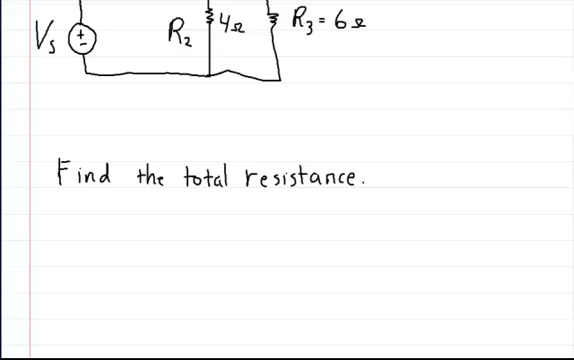 Vs R₂ 4Ω R₃ = 6Ω
Find the total resistance.